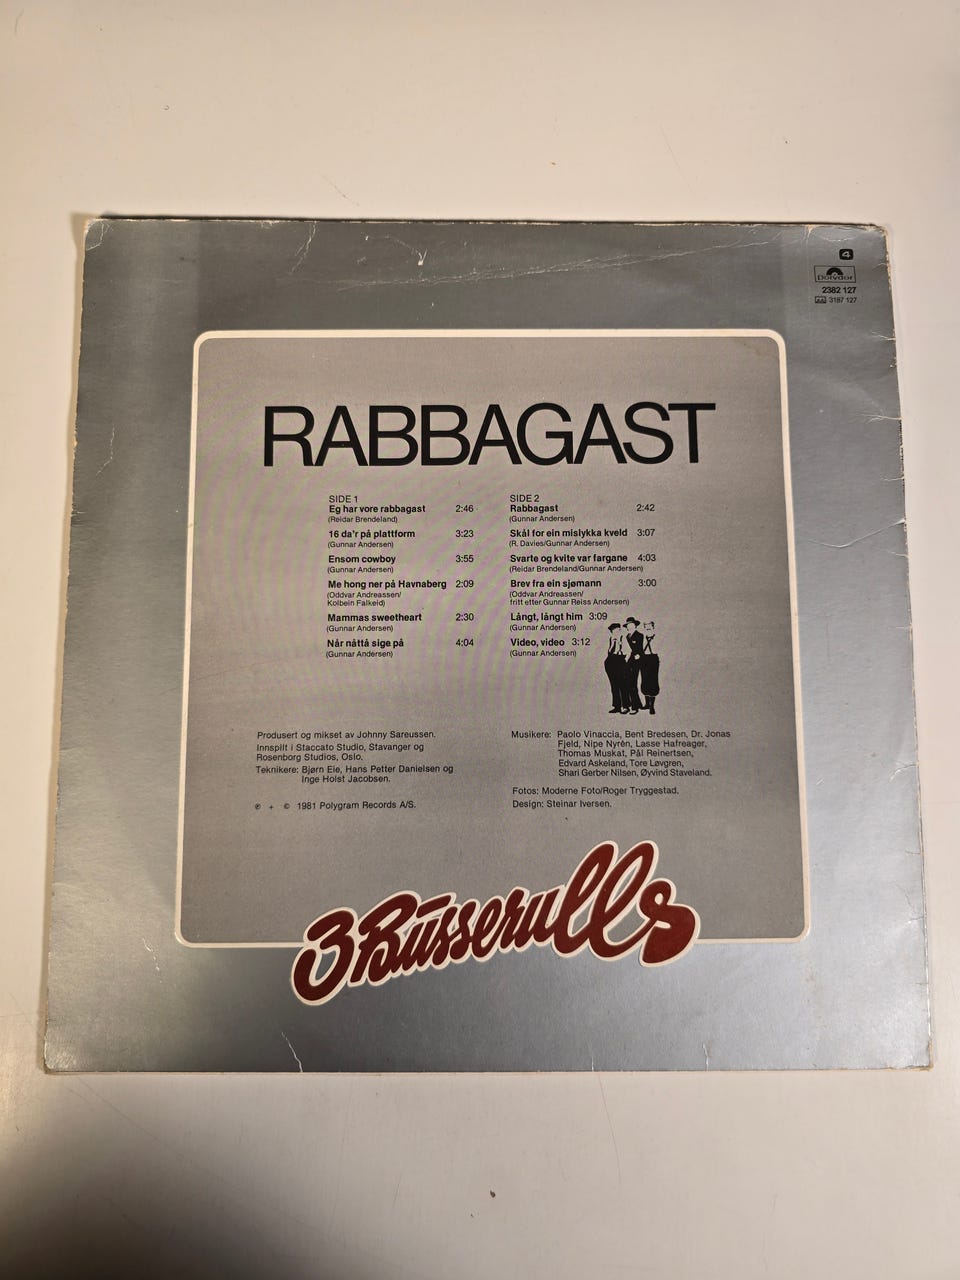 4
Polydor
2382 127
3187 127
RABBAGAST
SIDE 1
Eg har vore rabbagast 2:46
(Reidar Brendeland)
16 da'r på plattform 3:23
(Gunnar Andersen)
Ensom cowboy 3:55
(Gunnar Andersen)
Me hong ner på Havnaberg 2:09
(Oddvar Andreassen/
Kolbein Falkeid)
Mammas sweetheart 2:30
(Gunnar Andersen)
Når nåttå sige på 4:04
(Gunnar Andersen)
SIDE 2
Rabbagast 2:42
(Gunnar Andersen)
Skål for ein mislykka kveld 3:07
(R. Davies/Gunnar Andersen)
Svarte og kvite var fargane 4:03
(Reidar Brendeland/Gunnar Andersen)
Brev fra ein sjømann 3:00
(Oddvar Andreassen/
fritt etter Gunnar Reiss Andersen)
Långt, långt him 3:09
(Gunnar Andersen)
Video, video 3:12
(Gunnar Andersen)
Produsert og mikset av Johnny Sareussen.
Innspilt i Staccato Studio, Stavanger og
Rosenborg Studios, Oslo.
Teknikere: Bjørn Eie, Hans Petter Danielsen og
Inge Holst Jacobsen.
℗ + © 1981 Polygram Records A/S.
Musikere: Paolo Vinaccia, Bent Bredesen, Dr. Jonas
Fjeld, Nipe Nyrén, Lasse Hafreager,
Thomas Muskat, Pål Reinertsen,
Edvard Askeland, Tore Løvgren,
Shari Gerber Nilsen, Øyvind Staveland.
Fotos: Moderne Foto/Roger Tryggestad.
Design: Steinar Iversen.
3 Busserulls